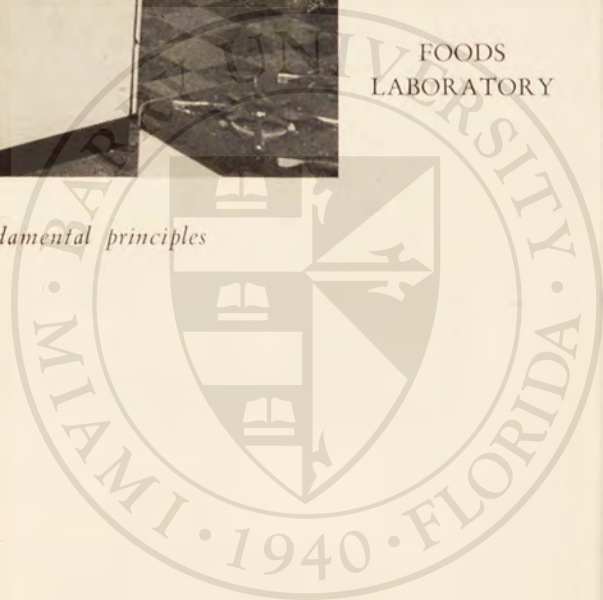 FOODS
LABORATORY
damental principles
BARRY UNIVERSITY
MIAMI · 1940 · FLORIDA